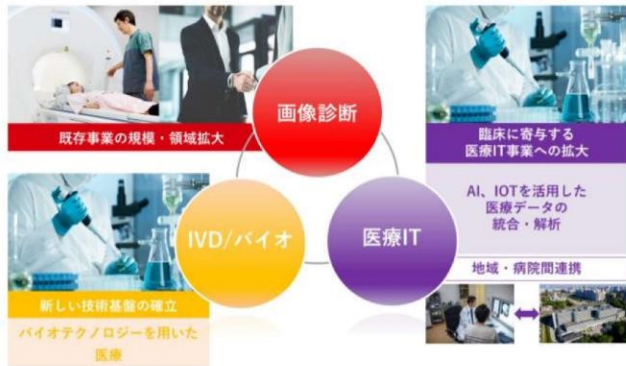 画像診断
既存事業の規模・領域拡大
臨床に寄与する
医療IT事業への拡大
AI、IOTを活用した
医療データの
統合・解析
IVD/バイオ
医療IT
地域・病院間連携
新しい技術基盤の確立
バイオテクノロジーを用いた
医療